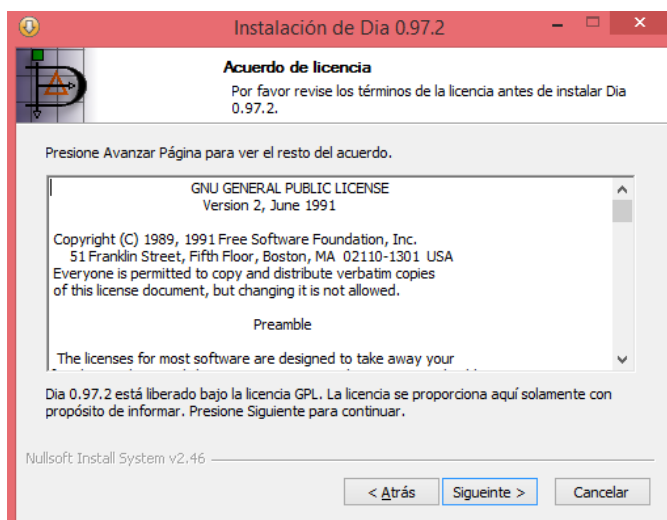 Instalación de Dia 0.97.2
Acuerdo de licencia
Por favor revise los términos de la licencia antes de instalar Dia
0.97.2.
Presione Avanzar Página para ver el resto del acuerdo.
GNU GENERAL PUBLIC LICENSE
Version 2, June 1991
Copyright (C) 1989, 1991 Free Software Foundation, Inc.
51 Franklin Street, Fifth Floor, Boston, MA 02110-1301 USA
Everyone is permitted to copy and distribute verbatim copies
of this license document, but changing it is not allowed.
Preamble
The licenses for most software are designed to take away your
Dia 0.97.2 está liberado bajo la licencia GPL. La licencia se proporciona aquí solamente con
propósito de informar. Presione Siguiente para continuar.
Nullsoft Install System v2.46
< Atrás
Sigueinte >
Cancelar